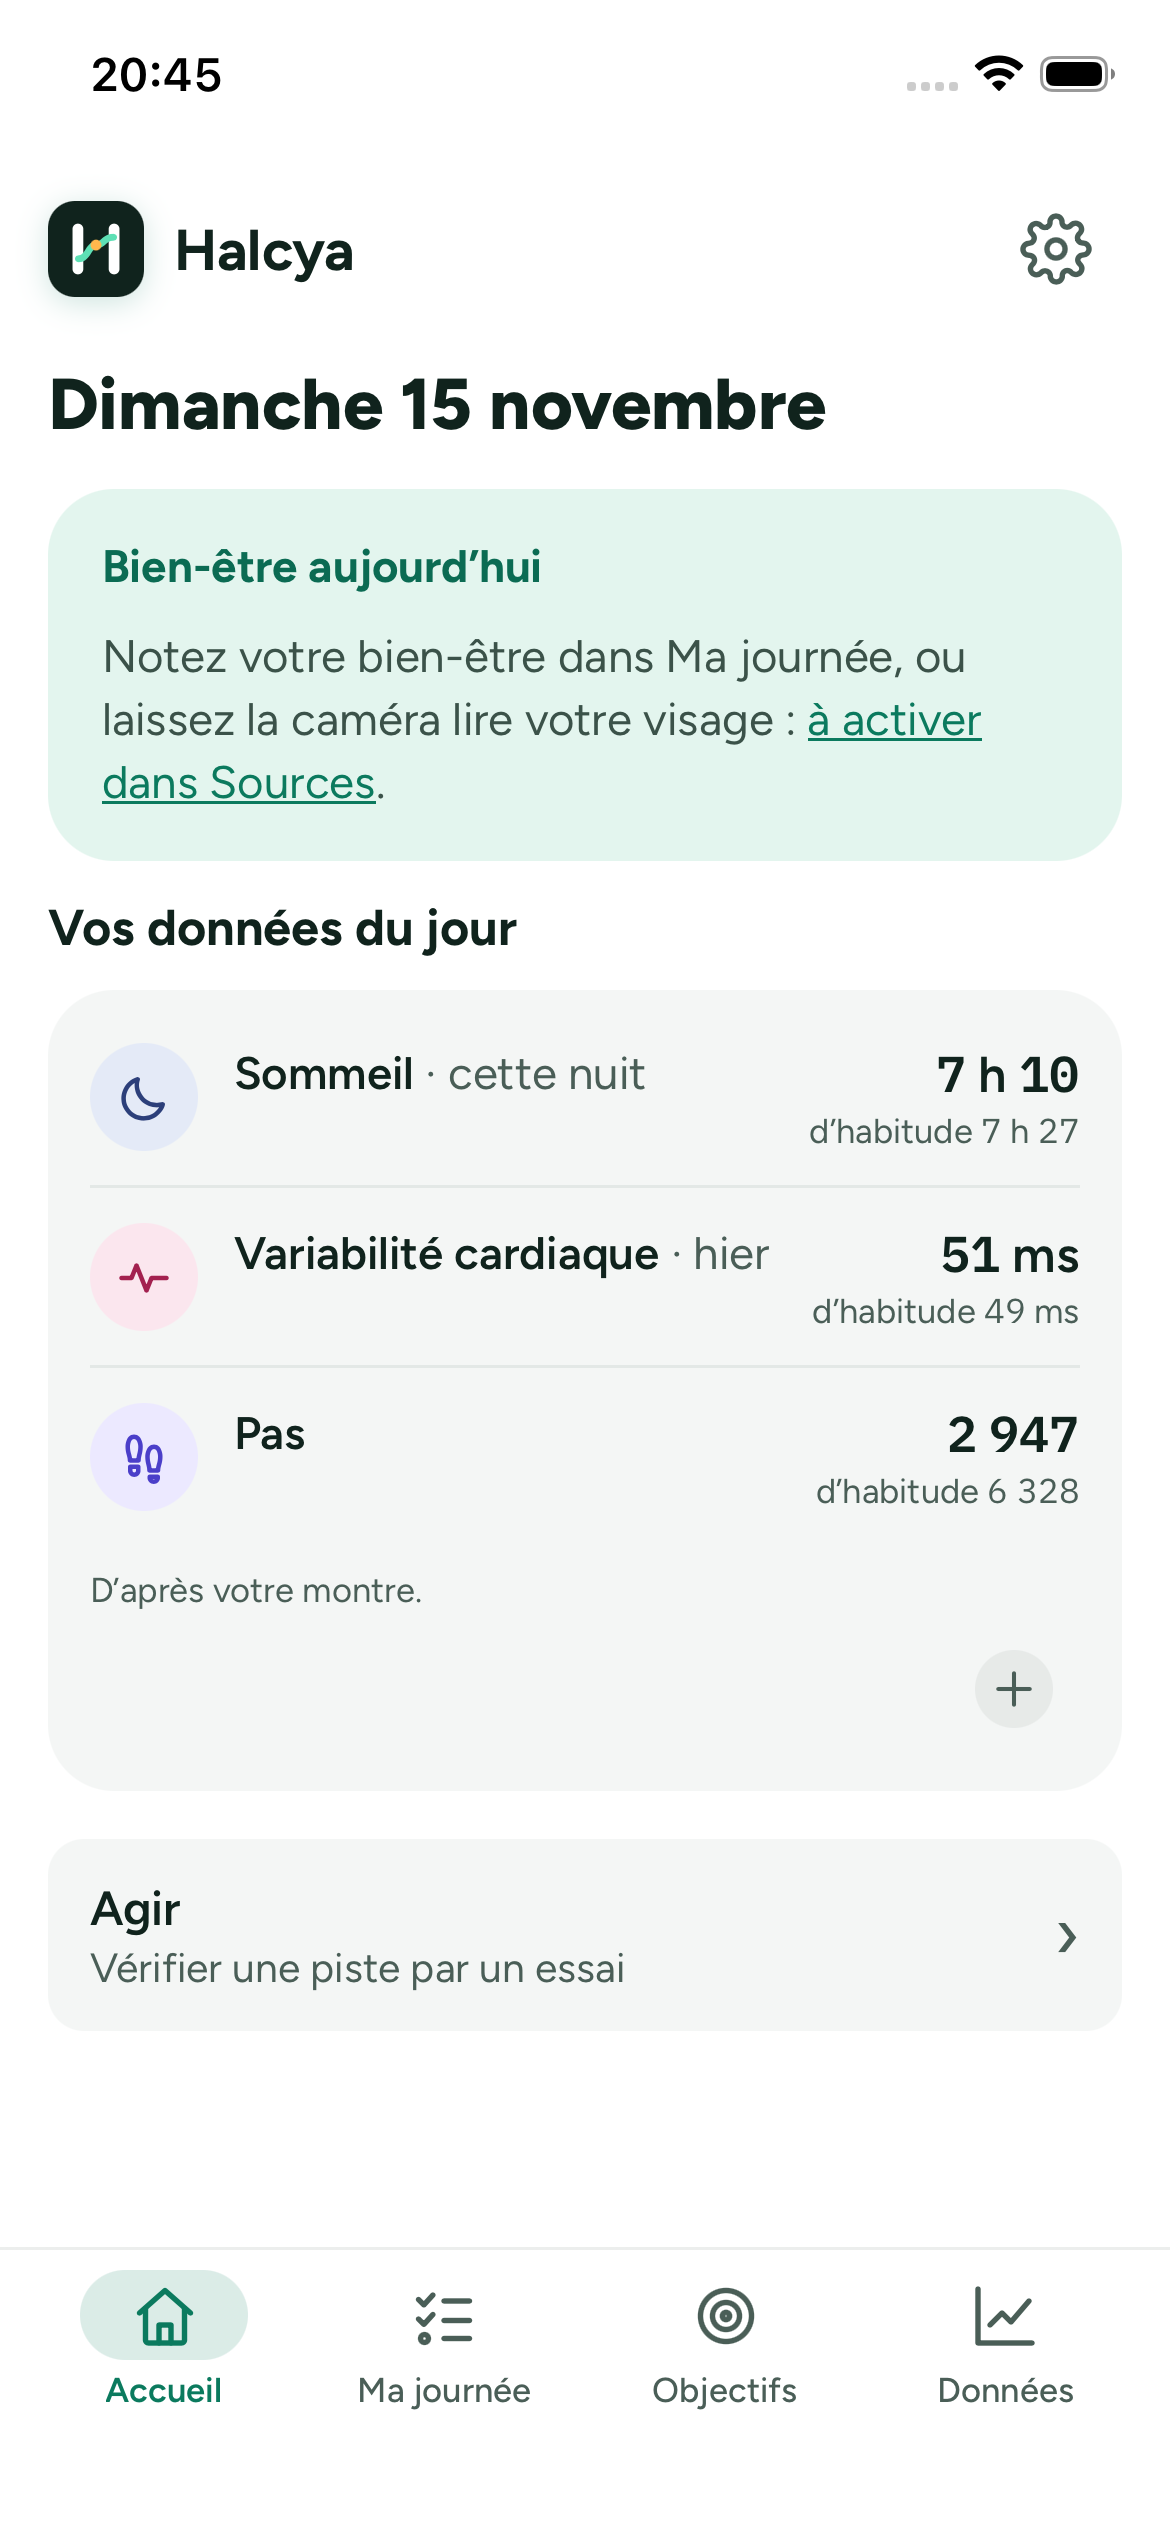 20:45
Halcya
Dimanche 15 novembre
Bien-être aujourd’hui
Notez votre bien-être dans Ma journée, ou
laissez la caméra lire votre visage : à activer
dans Sources.
Vos données du jour
Sommeil · cette nuit
7 h 10
d’habitude 7 h 27
Variabilité cardiaque · hier
51 ms
d’habitude 49 ms
Pas
2 947
d’habitude 6 328
D’après votre montre.
Agir
Vérifier une piste par un essai
Accueil
Ma journée
Objectifs
Données